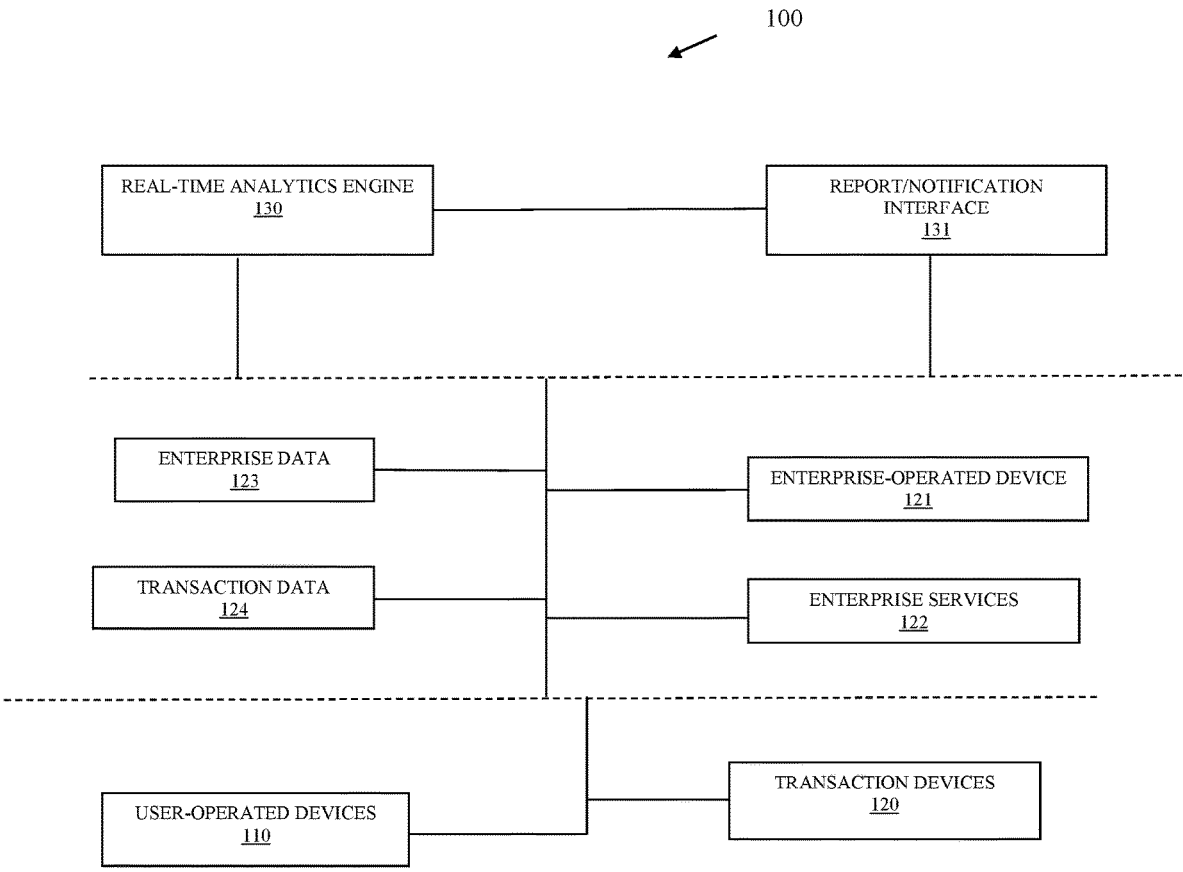 100
REAL-TIME ANALYTICS ENGINE
130
REPORT/NOTIFICATION
INTERFACE
131
ENTERPRISE DATA
123
ENTERPRISE-OPERATED DEVICE
121
TRANSACTION DATA
124
ENTERPRISE SERVICES
122
USER-OPERATED DEVICES
110
TRANSACTION DEVICES
120